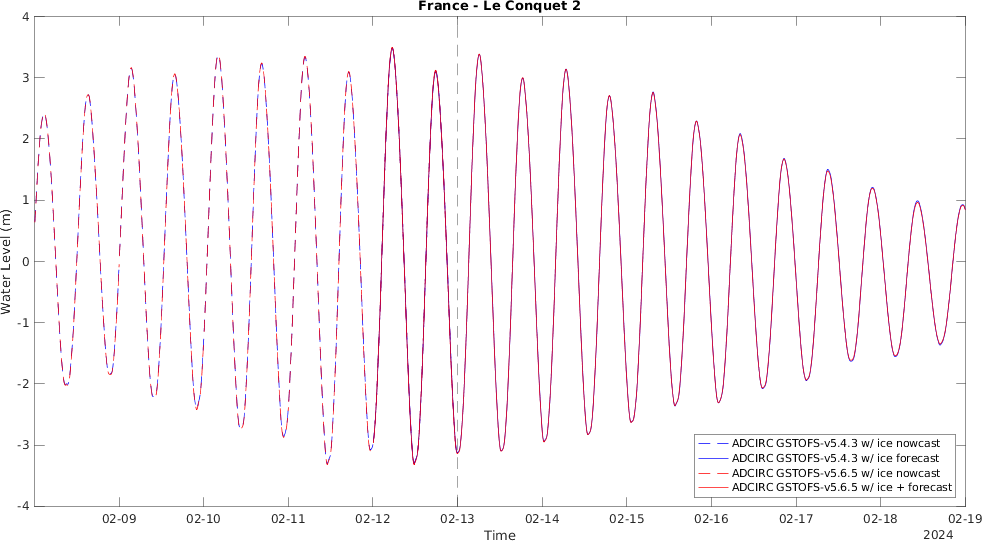 France - Le Conquet 2
4
3
2
1
0
-1
-2
-3
-4
Water Level (m)
ADCIRC GSTOFS-v5.4.3 w/ ice nowcast
ADCIRC GSTOFS-v5.4.3 w/ ice forecast
ADCIRC GSTOFS-v5.6.5 w/ ice nowcast
ADCIRC GSTOFS-v5.6.5 w/ ice + forecast
02-09 02-10 02-11 02-12 02-13 02-14 02-15 02-16 02-17 02-18 02-19
Time
2024